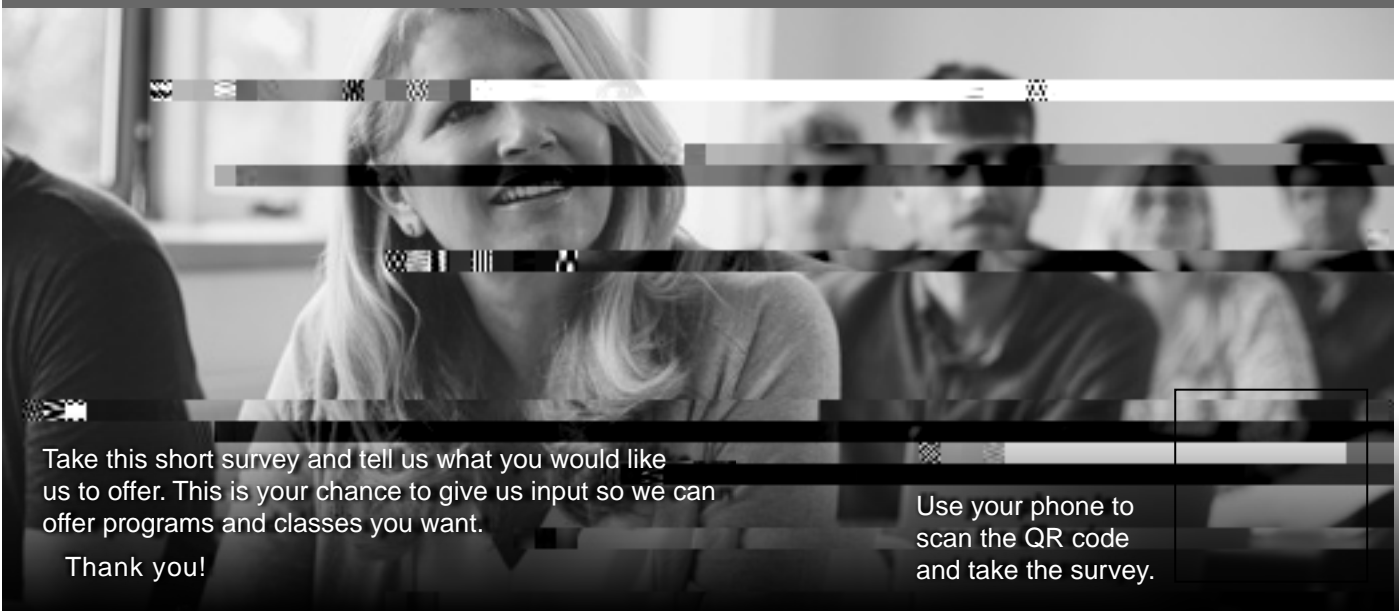 Take this short survey and tell us what you would like
us to offer. This is your chance to give us input so we can
offer programs and classes you want.
Thank you!
Use your phone to
scan the QR code
and take the survey.